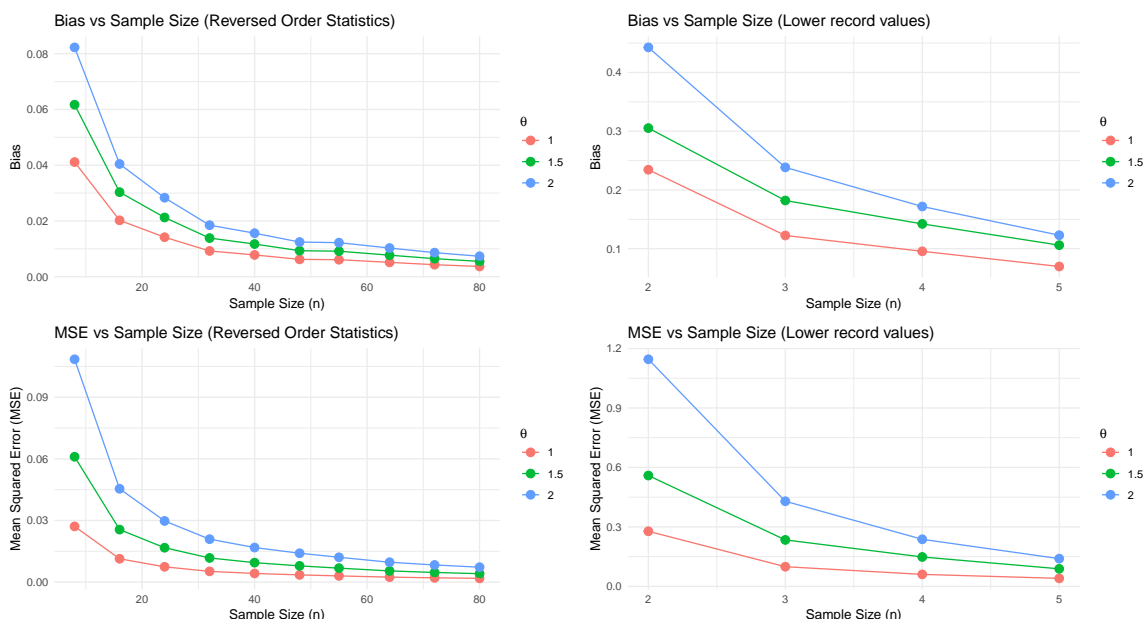 Bias vs Sample Size (Reversed Order Statistics)
Bias
0.08
0.06
0.04
0.02
0.00
20
40
60
80
Sample Size (n)
θ
1
1.5
2
Bias vs Sample Size (Lower record values)
Bias
0.4
0.3
0.2
0.1
2
3
4
5
Sample Size (n)
θ
1
1.5
2
MSE vs Sample Size (Reversed Order Statistics)
Mean Squared Error (MSE)
0.09
0.06
0.03
0.00
20
40
60
80
Sample Size (n)
θ
1
1.5
2
MSE vs Sample Size (Lower record values)
Mean Squared Error (MSE)
1.2
0.9
0.6
0.3
0.0
2
3
4
5
Sample Size (n)
θ
1
1.5
2